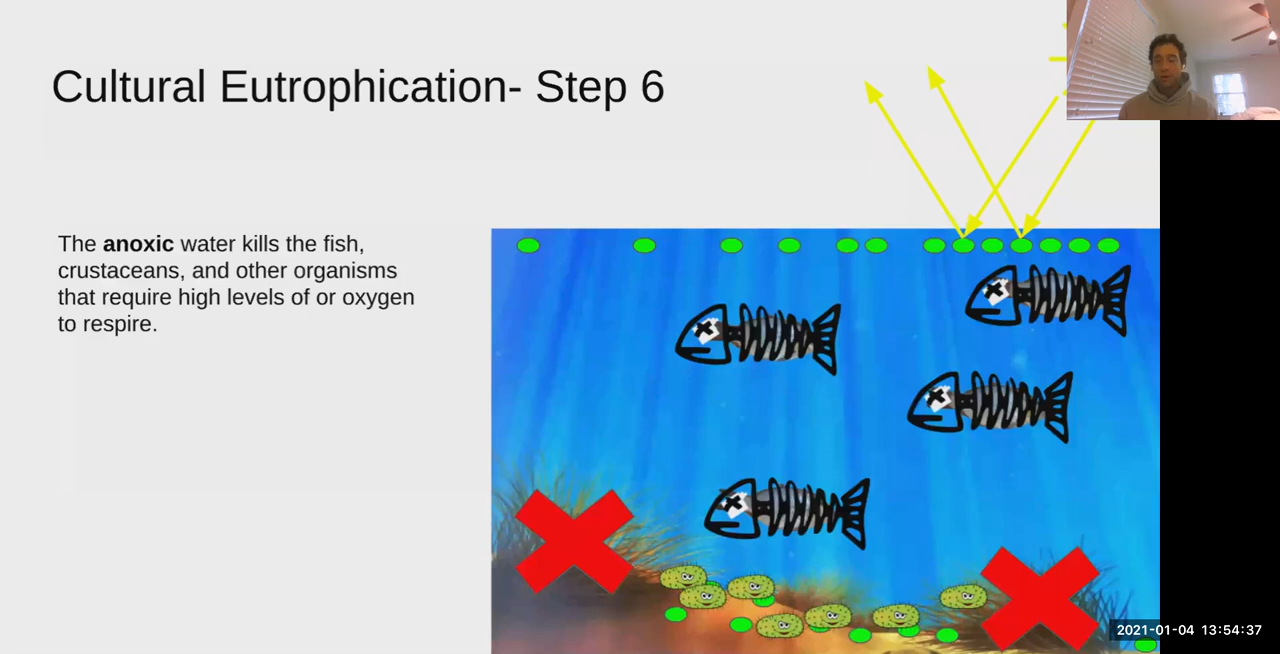 Cultural Eutrophication- Step 6
The anoxic water kills the fish,
crustaceans, and other organisms
that require high levels of or oxygen
to respire.
2021-01-04 13:54:37